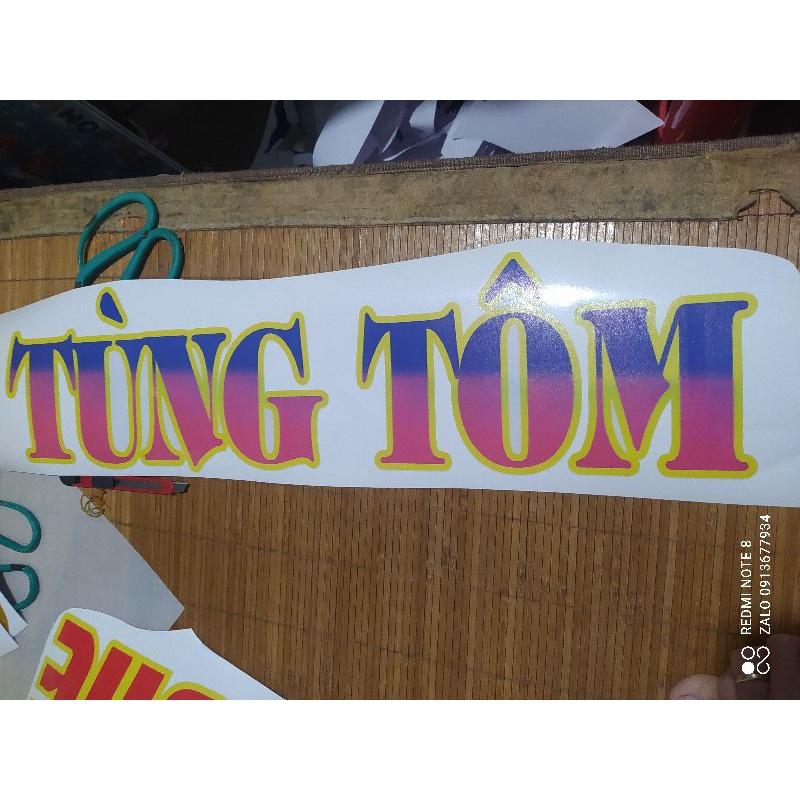 TÙNG TÔM
REDMI NOTE 8
ZALO 0913677934